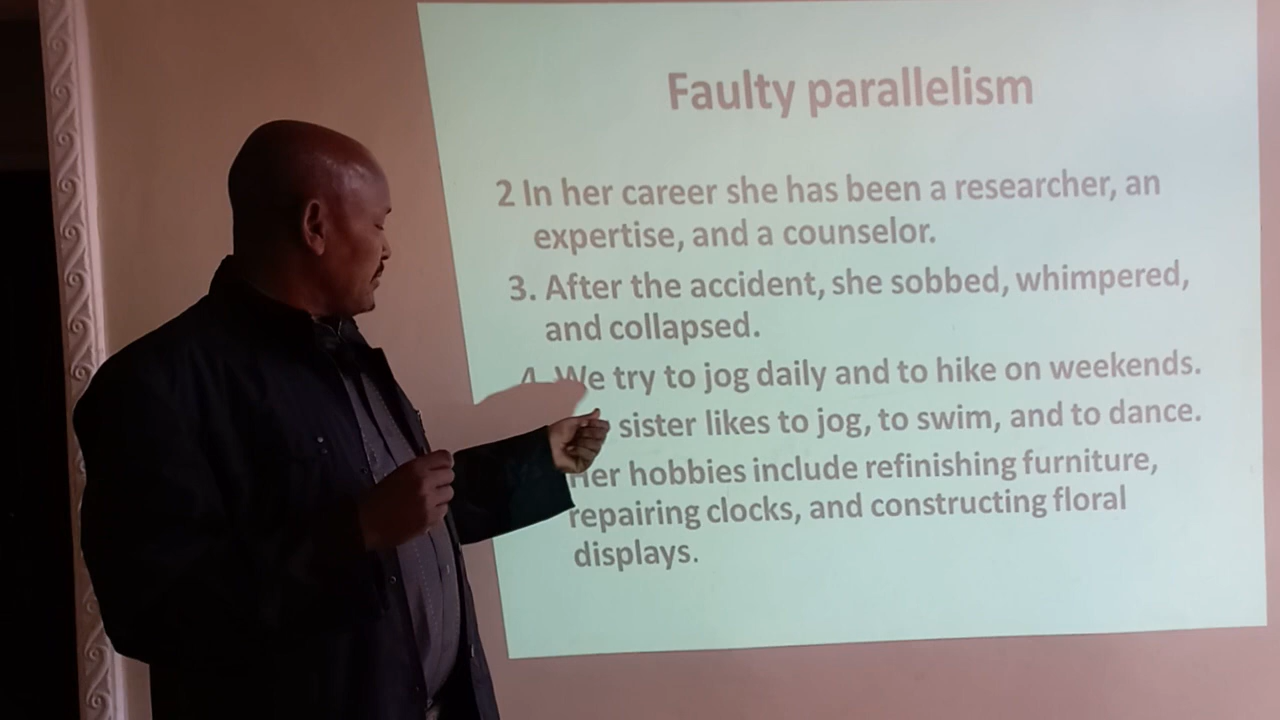 Faulty parallelism
2 In her career she has been a researcher, an
expertise, and a counselor.
3. After the accident, she sobbed, whimpered,
and collapsed.
4. We try to jog daily and to hike on weekends.
sister likes to jog, to swim, and to dance.
Her hobbies include refinishing furniture,
repairing clocks, and constructing floral
displays.